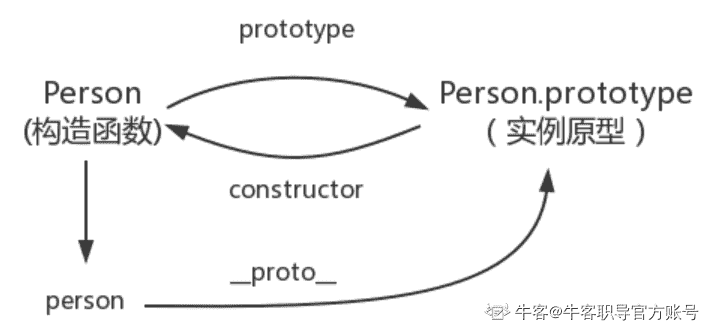 prototype
Person
(构造函数)
Person.prototype
（实例原型）
constructor
__proto__
person
牛客@牛客职导官方账号